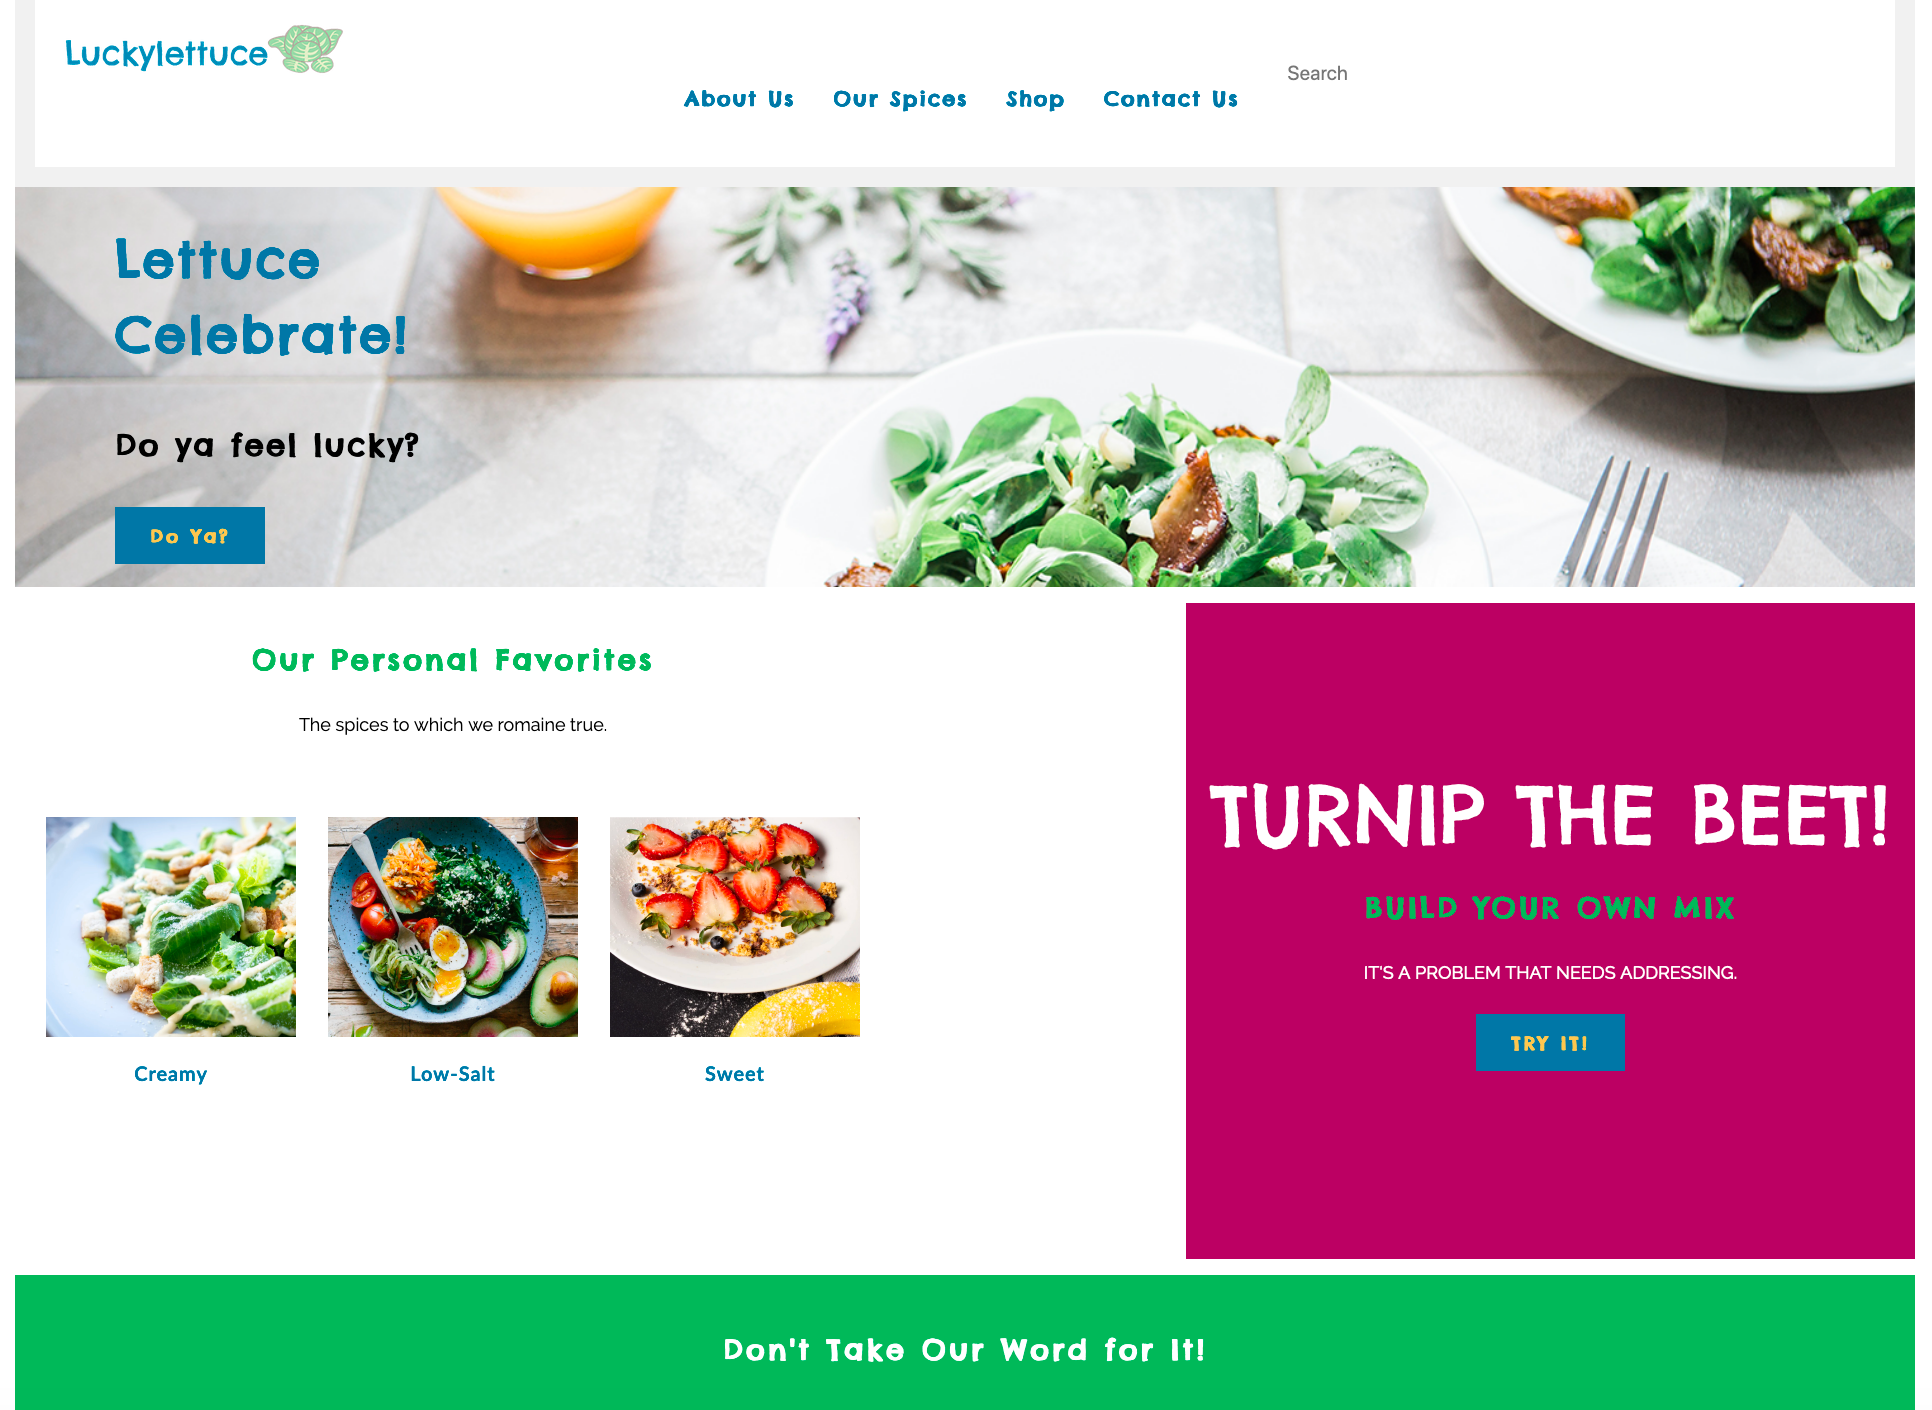 Luckylettuce
About Us Our Spices Shop Contact Us Search
Lettuce
Celebrate!
Do ya feel lucky?
Do Ya?
Our Personal Favorites
The spices to which we romaine true.
Creamy Low-Salt Sweet
TURNIP THE BEET!
BUILD YOUR OWN MIX
IT'S A PROBLEM THAT NEEDS ADDRESSING.
TRY IT!
Don't Take Our Word for It!